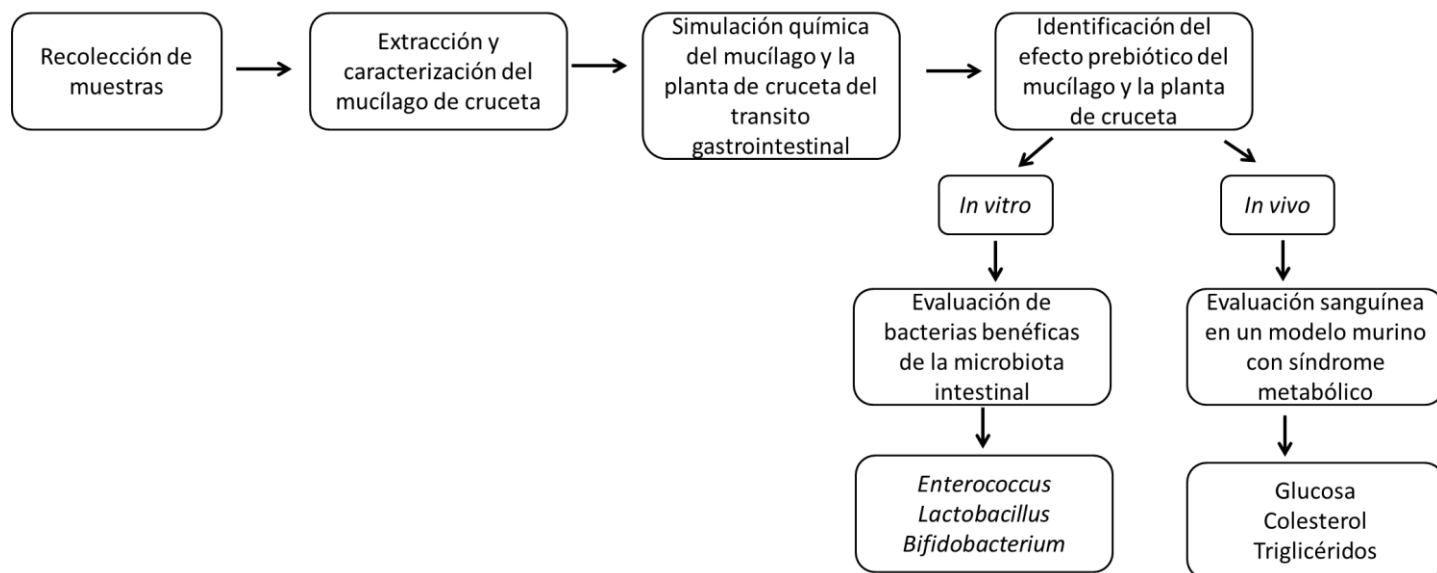 Recolección de
muestras
Extracción y
caracterización del
mucílago de cruceta
Simulación química
del mucílago y la
planta de cruceta del
transito
gastrointestinal
Identificación del
efecto prebiótico del
mucílago y la planta
de cruceta
In vitro
In vivo
Evaluación de
bacterias benéficas
de la microbiota
intestinal
Evaluación sanguínea
en un modelo murino
con síndrome
metabólico
Enterococcus
Lactobacillus
Bifidobacterium
Glucosa
Colesterol
Triglicéridos